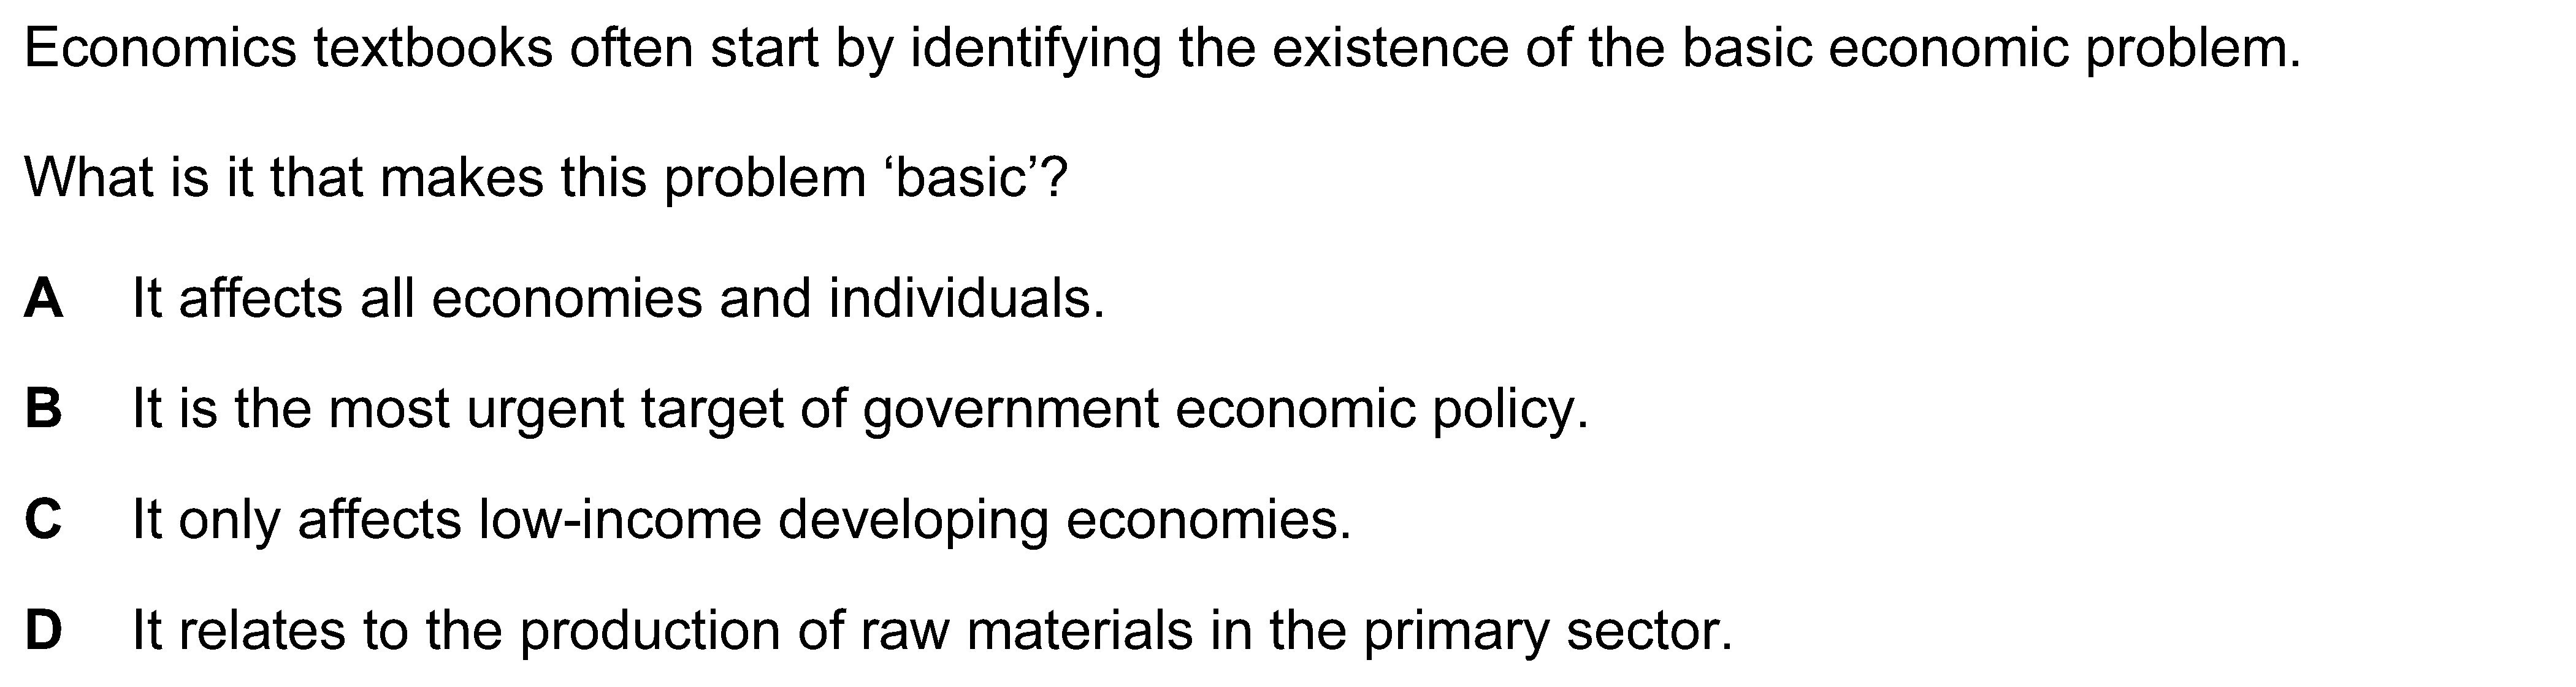 Economics textbooks often start by identifying the existence of the basic economic problem.
What is it that makes this problem ‘basic’?
A It affects all economies and individuals.
B It is the most urgent target of government economic policy.
C It only affects low-income developing economies.
D It relates to the production of raw materials in the primary sector.